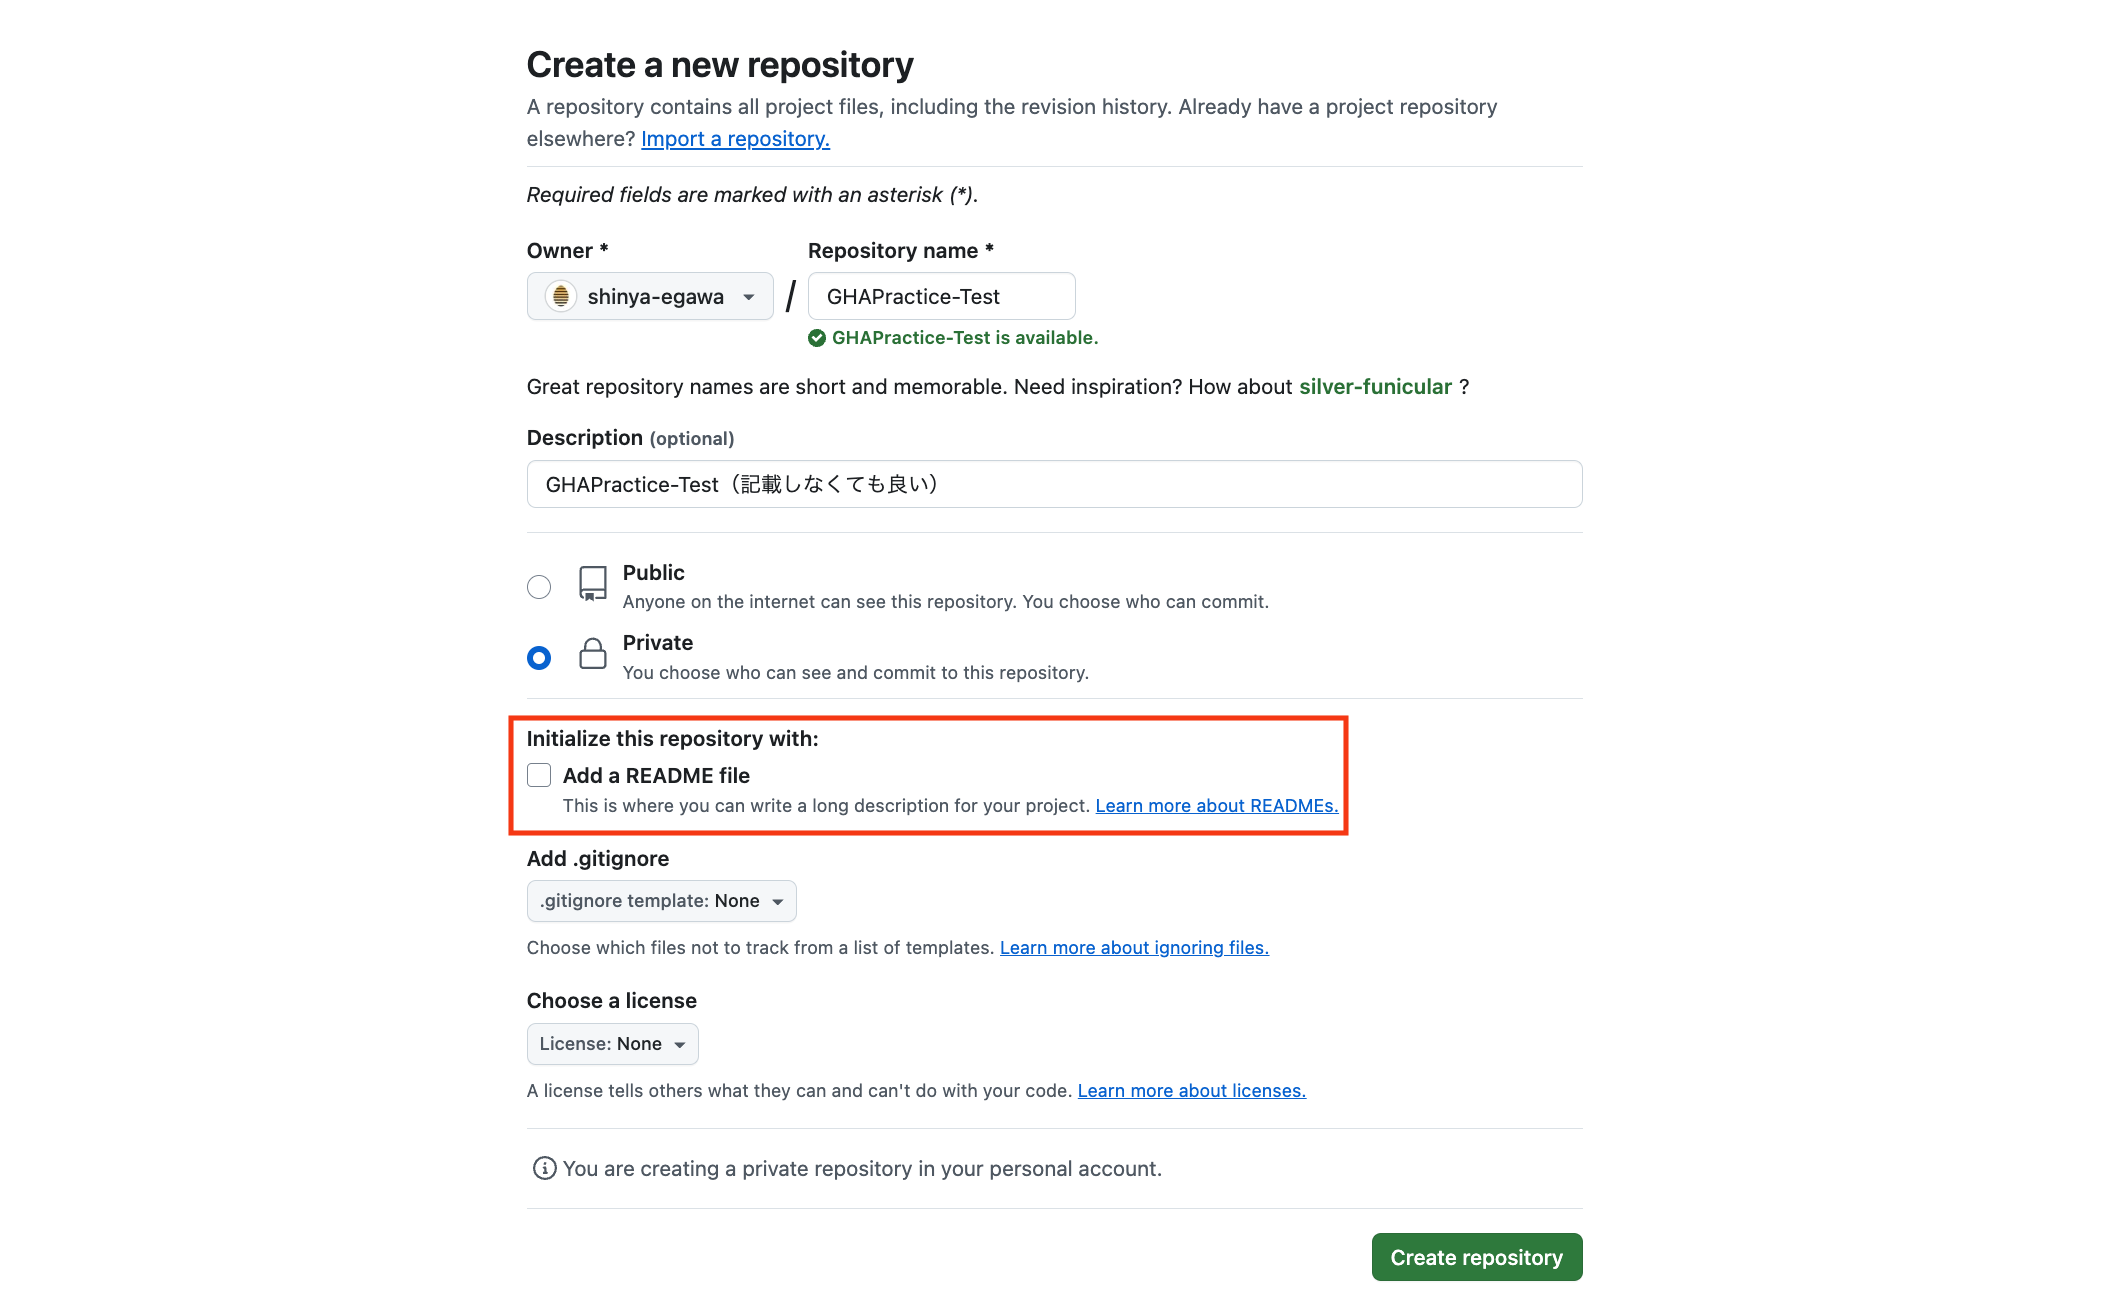 Create a new repository
A repository contains all project files, including the revision history. Already have a project repository
elsewhere? Import a repository.
Required fields are marked with an asterisk (*).
Owner *
Repository name *
shinya-egawa
/
GHAPractice-Test
GHAPractice-Test is available.
Great repository names are short and memorable. Need inspiration? How about silver-funicular ?
Description (optional)
GHAPractice-Test（記載しなくても良い）
Public
Anyone on the internet can see this repository. You choose who can commit.
Private
You choose who can see and commit to this repository.
Initialize this repository with:
Add a README file
This is where you can write a long description for your project. Learn more about READMEs.
Add .gitignore
.gitignore template: None
Choose which files not to track from a list of templates. Learn more about ignoring files.
Choose a license
License: None
A license tells others what they can and can't do with your code. Learn more about licenses.
You are creating a private repository in your personal account.
Create repository